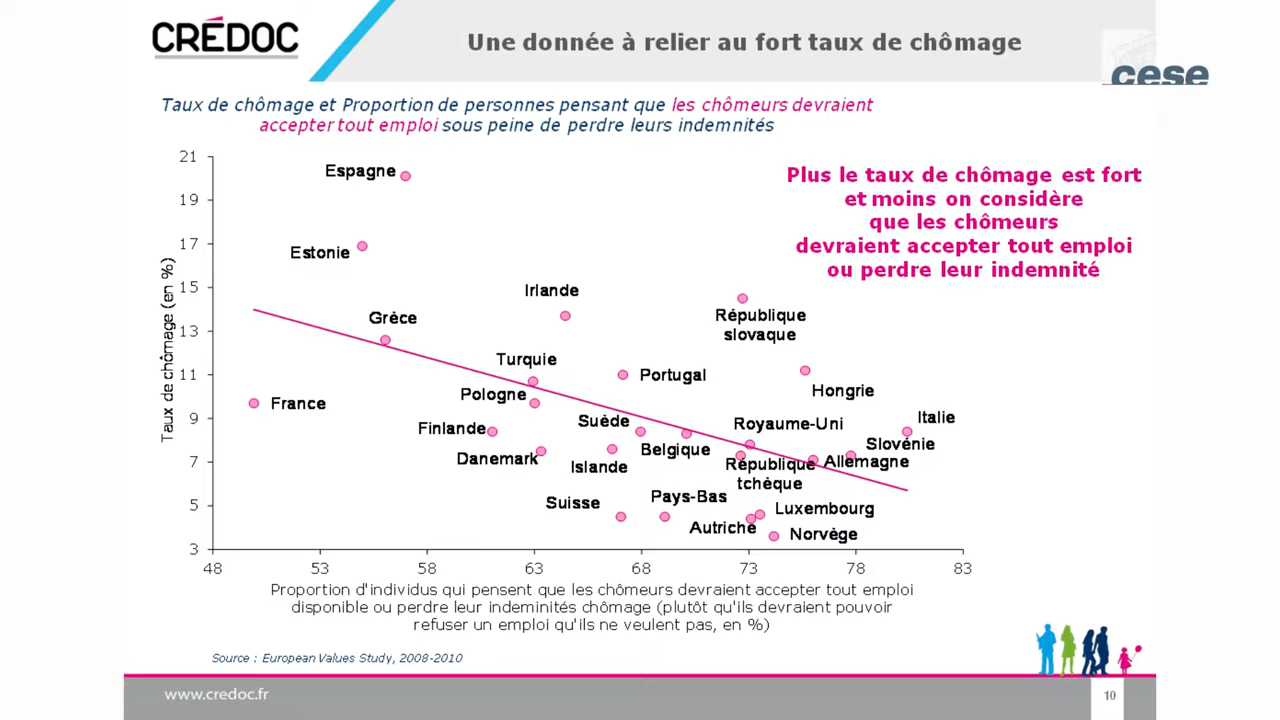 CRÉDOC
Une donnée à relier au fort taux de chômage
cese
Taux de chômage et Proportion de personnes pensant que les chômeurs devraient
accepter tout emploi sous peine de perdre leurs indemnités
Plus le taux de chômage est fort
et moins on considère
que les chômeurs
devraient accepter tout emploi
ou perdre leur indemnité
Taux de chômage (en %)
21
19
17
15
13
11
9
7
5
3
Espagne
Estonie
Irlande
Grèce
République
slovaque
Turquie
Portugal
Pologne
Hongrie
France
Suède
Royaume-Uni
Italie
Finlande
Belgique
Slovénie
Danemark
Islande
République
tchèque
Allemagne
Suisse
Pays-Bas
Luxembourg
Autriche
Norvège
48 53 58 63 68 73 78 83
Proportion d'individus qui pensent que les chômeurs devraient accepter tout emploi
disponible ou perdre leur indeminités chômage (plutôt qu'ils devraient pouvoir
refuser un emploi qu'ils ne veulent pas, en %)
Source : European Values Study, 2008-2010
www.credoc.fr
10